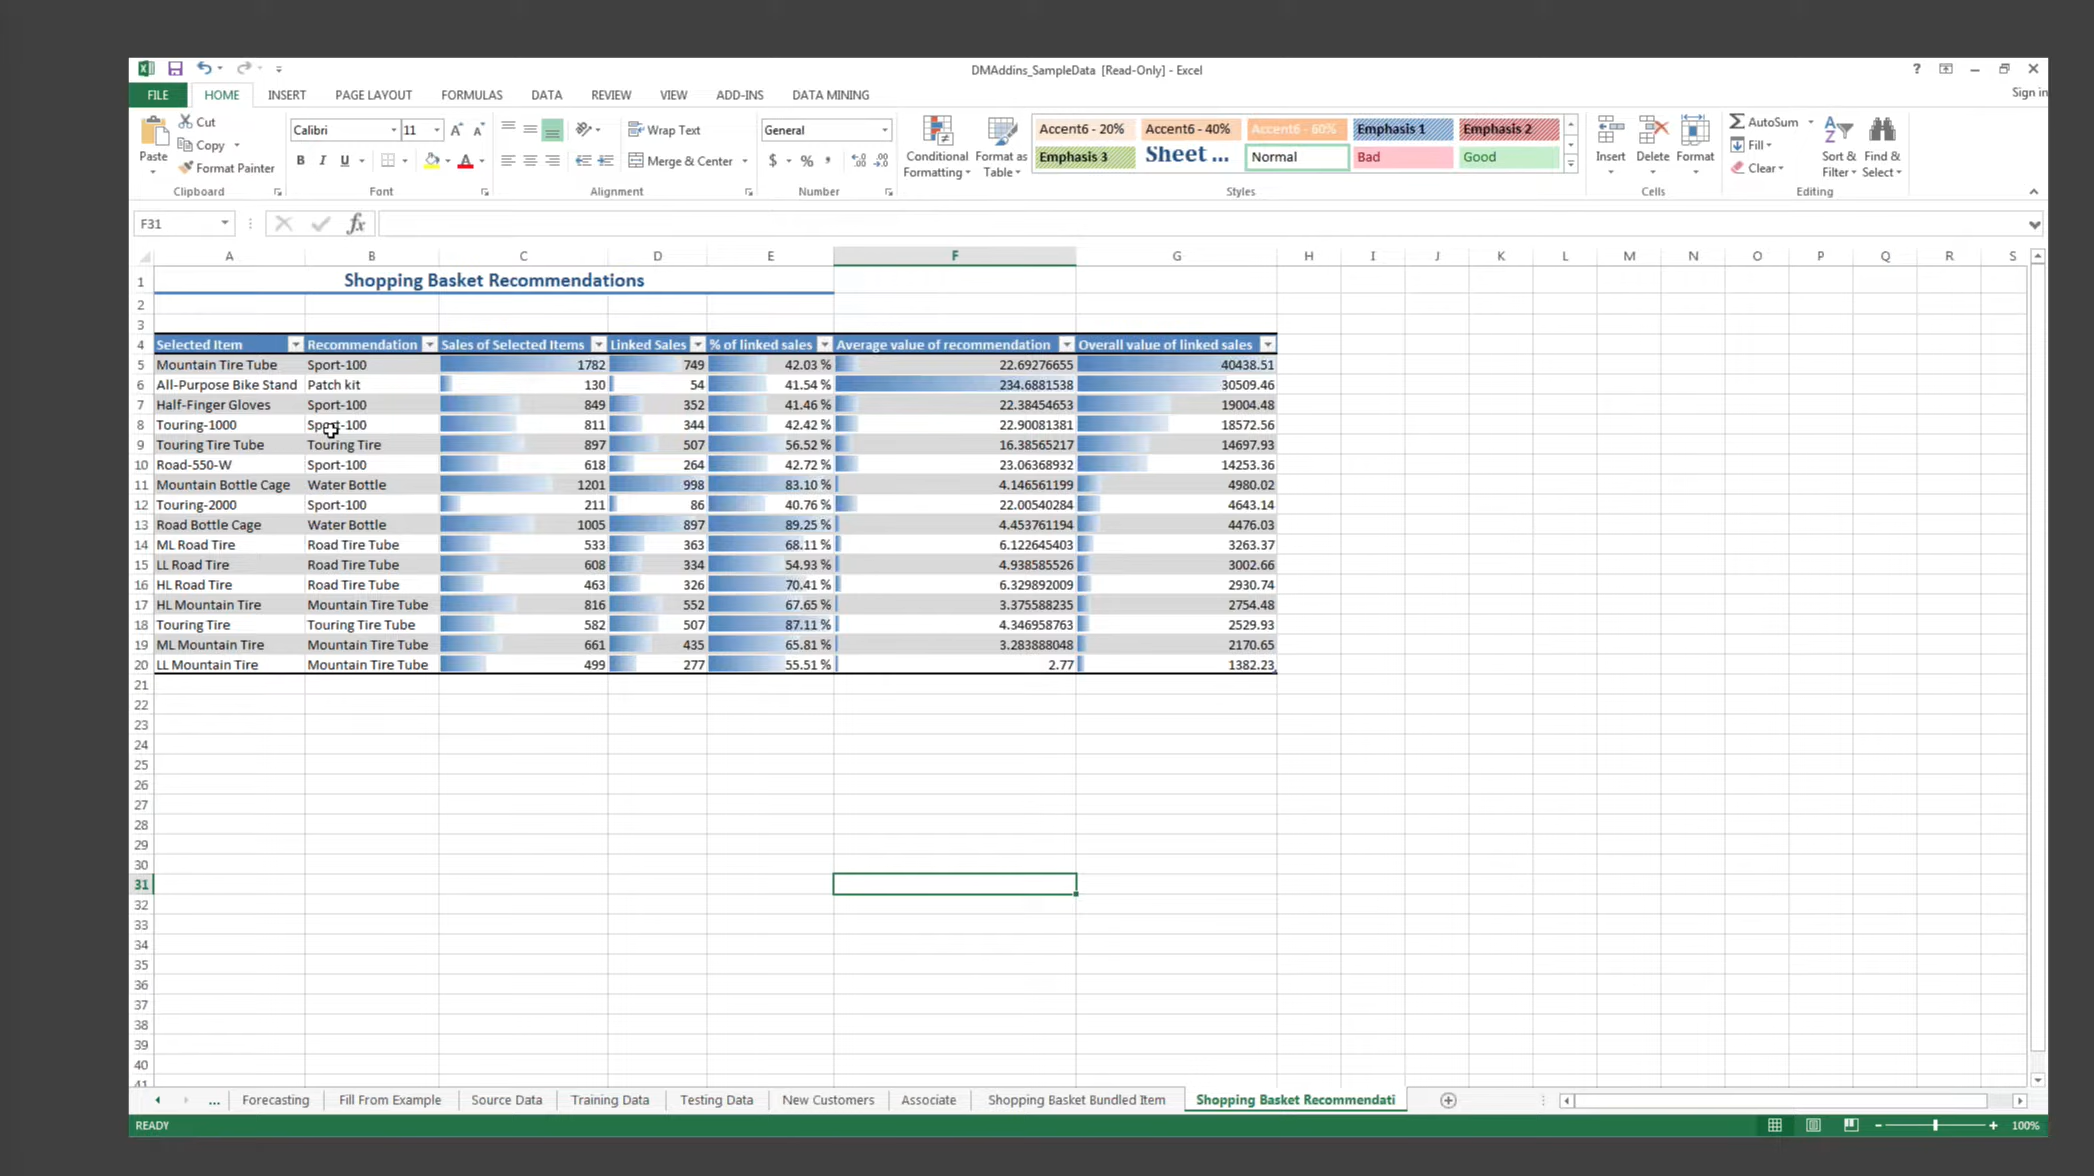 DMAddins_SampleData [Read-Only] - Excel
?
Sign in
FILE HOME INSERT PAGE LAYOUT FORMULAS DATA REVIEW VIEW ADD-INS DATA MINING
Paste
Cut
Copy
Format Painter
Clipboard
Calibri 11
B I U
Font
Wrap Text
Merge & Center
Alignment
General
$ % ,
Number
Conditional Formatting
Format as Table
Accent6 - 20% Accent6 - 40% Accent6 - 60% Emphasis 1 Emphasis 2
Emphasis 3 Sheet ... Normal Bad Good
Styles
Insert Delete Format
Cells
AutoSum
Fill
Clear
Sort & Filter
Find & Select
Editing
F31 fx
A B C D E F G H I J K L M N O P Q R S
1 Shopping Basket Recommendations
2
3
4 Selected Item Recommendation Sales of Selected Items Linked Sales % of linked sales Average value of recommendation Overall value of linked sales
5 Mountain Tire Tube Sport-100 1782 749 42.03 % 22.69276655 40438.51
6 All-Purpose Bike Stand Patch kit 130 54 41.54 % 234.6881538 30509.46
7 Half-Finger Gloves Sport-100 849 352 41.46 % 22.38454653 19004.48
8 Touring-1000 Sport-100 811 344 42.42 % 22.90081381 18572.56
9 Touring Tire Tube Touring Tire 897 507 56.52 % 16.38565217 14697.93
10 Road-550-W Sport-100 618 264 42.72 % 23.06368932 14253.36
11 Mountain Bottle Cage Water Bottle 1201 998 83.10 % 4.146561199 4980.02
12 Touring-2000 Sport-100 211 86 40.76 % 22.00540284 4643.14
13 Road Bottle Cage Water Bottle 1005 897 89.25 % 4.453761194 4476.03
14 ML Road Tire Road Tire Tube 533 363 68.11 % 6.122645403 3263.37
15 LL Road Tire Road Tire Tube 608 334 54.93 % 4.938585526 3002.66
16 HL Road Tire Road Tire Tube 463 326 70.41 % 6.329892009 2930.74
17 HL Mountain Tire Mountain Tire Tube 816 552 67.65 % 3.375588235 2754.48
18 Touring Tire Touring Tire Tube 582 507 87.11 % 4.346958763 2529.93
19 ML Mountain Tire Mountain Tire Tube 661 435 65.81 % 3.283888048 2170.65
20 LL Mountain Tire Mountain Tire Tube 499 277 55.51 % 2.77 1382.23
21
22
23
24
25
26
27
28
29
30
31
32
33
34
35
36
37
38
39
40
41
... Forecasting Fill From Example Source Data Training Data Testing Data New Customers Associate Shopping Basket Bundled Item Shopping Basket Recommendati
READY 100%